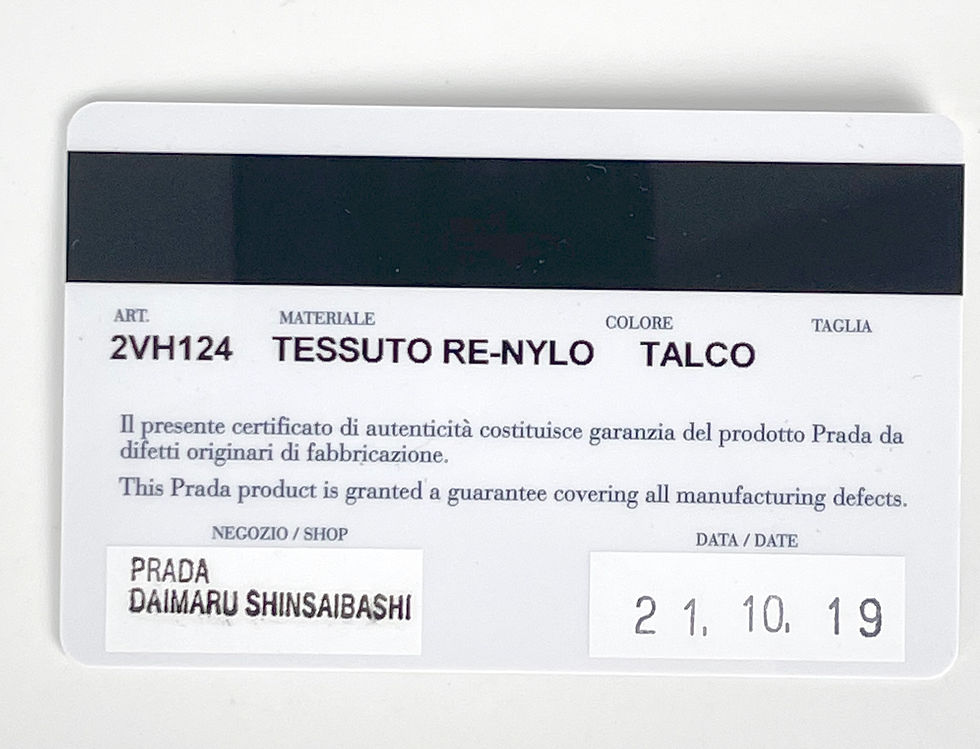 ART. MATERIALE COLORE TAGLIA
2VH124 TESSUTO RE-NYLO TALCO
Il presente certificato di autenticità costituisce garanzia del prodotto Prada da
difetti originari di fabbricazione.
This Prada product is granted a guarantee covering all manufacturing defects.
NEGOZIO / SHOP DATA / DATE
PRADA
DAIMARU SHINSAIBASHI
21. 10. 19